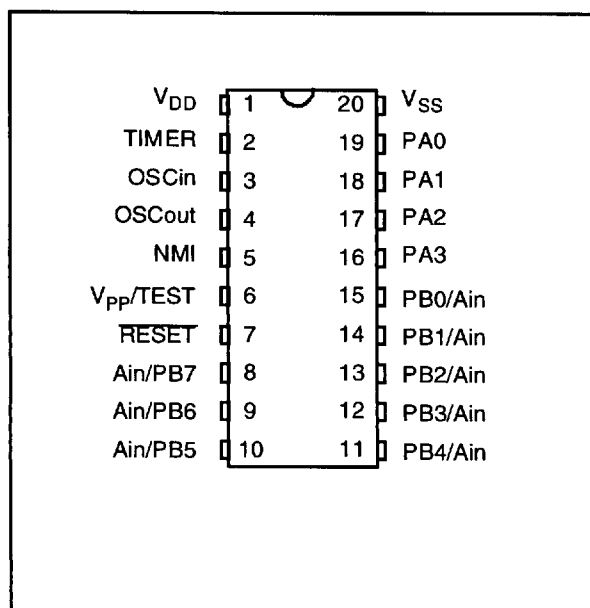 VDD 1 20 VSS
TIMER 2 19 PA0
OSCin 3 18 PA1
OSCout 4 17 PA2
NMI 5 16 PA3
VPP/TEST 6 15 PB0/Ain
RESET 7 14 PB1/Ain
Ain/PB7 8 13 PB2/Ain
Ain/PB6 9 12 PB3/Ain
Ain/PB5 10 11 PB4/Ain